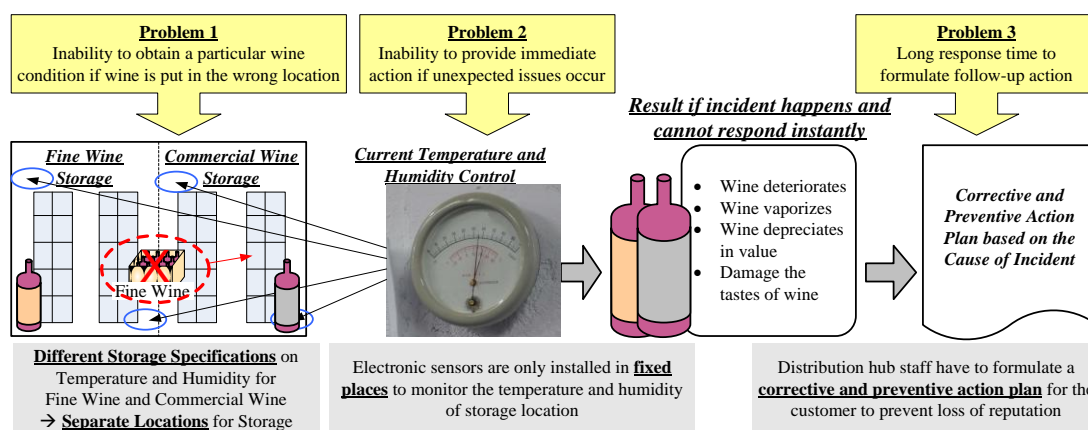 Problem 1
Inability to obtain a particular wine
condition if wine is put in the wrong location
Problem 2
Inability to provide immediate
action if unexpected issues occur
Problem 3
Long response time to
formulate follow-up action
Fine Wine
Storage
Commercial Wine
Storage
Fine Wine
Current Temperature and
Humidity Control
Result if incident happens and
cannot respond instantly
• Wine deteriorates
• Wine vaporizes
• Wine depreciates
in value
• Damage the
tastes of wine
Corrective and
Preventive Action
Plan based on the
Cause of Incident
Different Storage Specifications on
Temperature and Humidity for
Fine Wine and Commercial Wine
→ Separate Locations for Storage
Electronic sensors are only installed in fixed
places to monitor the temperature and humidity
of storage location
Distribution hub staff have to formulate a
corrective and preventive action plan for the
customer to prevent loss of reputation